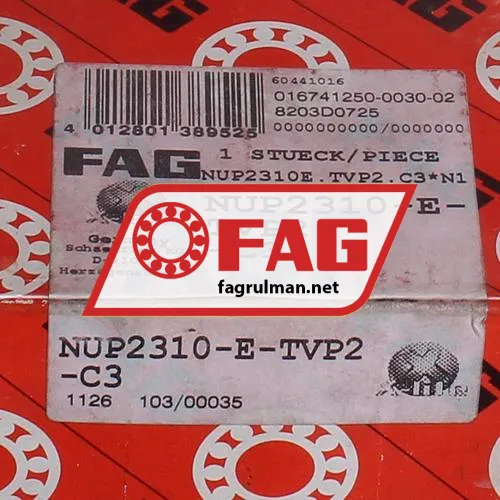 60441016
016741250-0030-02
8203D0725
0000000000/0000000
4 012801 389525
FAG
1 STUECK/PIECE
NUP2310E.TVP2.C3*N1
NUP2310-E-
FAG
fagrulman.net
NUP2310-E-TVP2
-C3
1126 103/00035